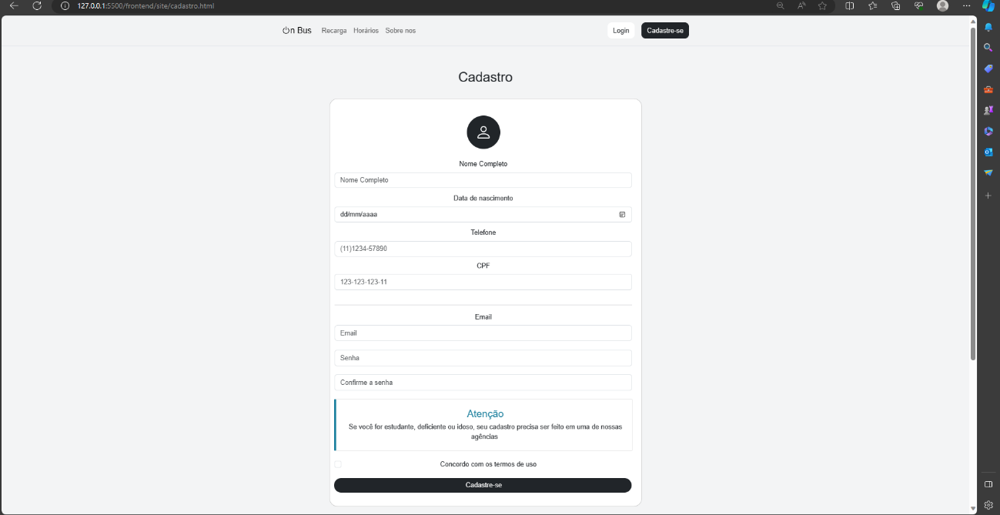 127.0.0.1:5500/frontend/site/cadastro.html
On Bus Recarga Horários Sobre nos Login Cadastre-se
Cadastro
Nome Completo
Nome Completo
Data de nascimento
dd/mm/aaaa
Telefone
(11)1234-57890
CPF
123-123-123-11
Email
Email
Senha
Confirme a senha
Atenção
Se você for estudante, deficiente ou idoso, seu cadastro precisa ser feito em uma de nossas
agências
Concordo com os termos de uso
Cadastre-se